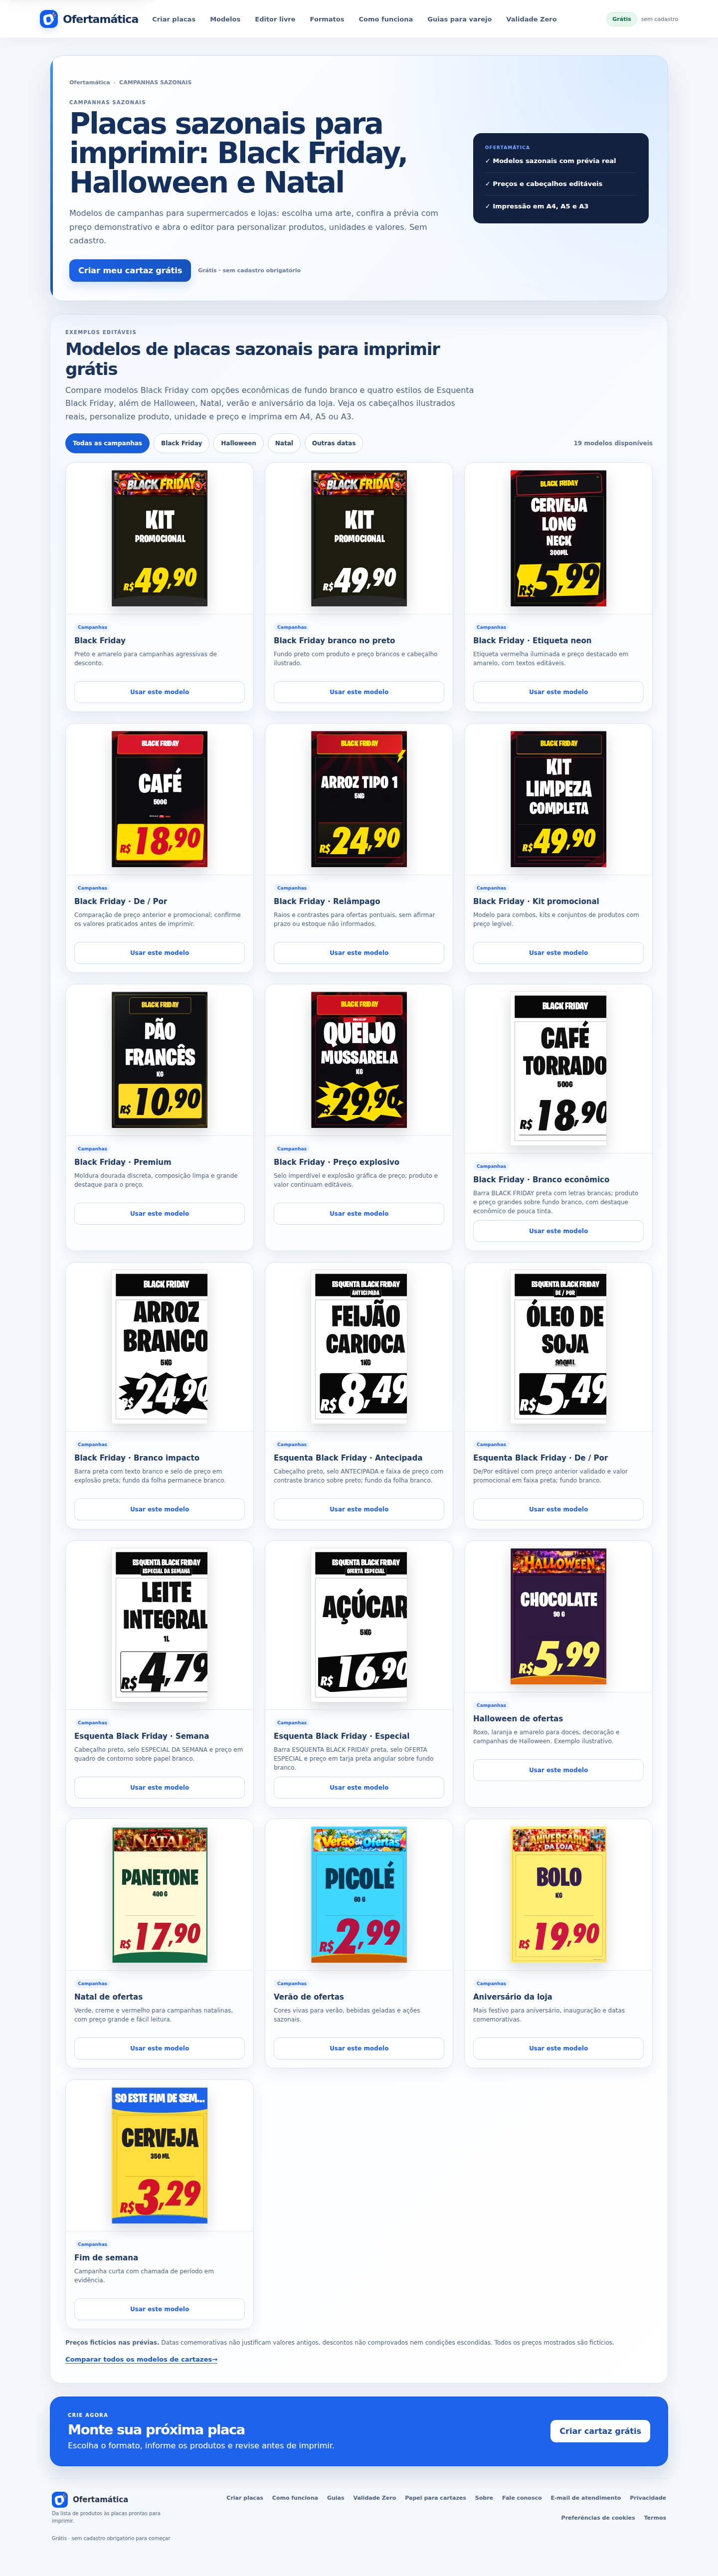 Ofertamática
Criar placas
Modelos
Editor livre
Formatos
Como funciona
Guias para varejo
Validade Zero
Grátis
sem cadastro
Ofertamática · CAMPANHAS SAZONAIS
CAMPANHAS SAZONAIS
Placas sazonais para
imprimir: Black Friday,
Halloween e Natal
Modelos de campanhas para supermercados e lojas: escolha uma arte, confira a prévia com
preço demonstrativo e abra o editor para personalizar produtos, unidades e valores. Sem
cadastro.
Criar meu cartaz grátis
Grátis · sem cadastro obrigatório
OFERTAMÁTICA
✓ Modelos sazonais com prévia real
✓ Preços e cabeçalhos editáveis
✓ Impressão em A4, A5 e A3
EXEMPLOS EDITÁVEIS
Modelos de placas sazonais para imprimir
grátis
Compare modelos Black Friday com opções econômicas de fundo branco e quatro estilos de Esquenta
Black Friday, além de Halloween, Natal, verão e aniversário da loja. Veja os cabeçalhos ilustrados
reais, personalize produto, unidade e preço e imprima em A4, A5 ou A3.
Todas as campanhas
Black Friday
Halloween
Natal
Outras datas
19 modelos disponíveis
BLACK FRIDAY
KIT
PROMOCIONAL
R$49,90
Campanhas
Black Friday
Preto e amarelo para campanhas agressivas de
desconto.
Usar este modelo
BLACK FRIDAY
KIT
PROMOCIONAL
R$49,90
Campanhas
Black Friday branco no preto
Fundo preto com produto e preço brancos e cabeçalho
ilustrado.
Usar este modelo
BLACK FRIDAY
CERVEJA
LONG
NECK
300ML
R$5,99
Campanhas
Black Friday · Etiqueta neon
Etiqueta vermelha iluminada e preço destacado em
amarelo, com textos editáveis.
Usar este modelo
BLACK FRIDAY
CAFÉ
500G
R$18,90
Campanhas
Black Friday · De / Por
Comparação de preço anterior e promocional; confirme
os valores praticados antes de imprimir.
Usar este modelo
BLACK FRIDAY
ARROZ TIPO 1
5KG
R$24,90
Campanhas
Black Friday · Relâmpago
Raios e contrastes para ofertas pontuais, sem afirmar
prazo ou estoque não informados.
Usar este modelo
BLACK FRIDAY
KIT
LIMPEZA
COMPLETA
R$49,90
Campanhas
Black Friday · Kit promocional
Modelo para combos, kits e conjuntos de produtos com
preço legível.
Usar este modelo
BLACK FRIDAY
PÃO
FRANCÊS
KG
R$10,90
Campanhas
Black Friday · Premium
Moldura dourada discreta, composição limpa e grande
destaque para o preço.
Usar este modelo
BLACK FRIDAY
QUEIJO
MUSSARELA
KG
R$29,90
Campanhas
Black Friday · Preço explosivo
Selo imperdível e explosão gráfica de preço; produto e
valor continuam editáveis.
Usar este modelo
BLACK FRIDAY
CAFÉ
TORRADO
500G
R$18,90
Campanhas
Black Friday · Branco econômico
Barra BLACK FRIDAY preta com letras brancas; produto
e preço grandes sobre fundo branco, com destaque
econômico de pouca tinta.
Usar este modelo
BLACK FRIDAY
ARROZ
BRANCO
5KG
R$24,90
Campanhas
Black Friday · Branco impacto
Barra preta com texto branco e selo de preço em
explosão preta; fundo da folha permanece branco.
Usar este modelo
ESQUENTA BLACK FRIDAY
ANTECIPADA
FEIJÃO
CARIOCA
1KG
R$8,49
Campanhas
Esquenta Black Friday · Antecipada
Cabeçalho preto, selo ANTECIPADA e faixa de preço com
contraste branco sobre preto; fundo da folha branco.
Usar este modelo
ESQUENTA BLACK FRIDAY
DE / POR
ÓLEO DE
SOJA
900ML
R$5,49
Campanhas
Esquenta Black Friday · De / Por
De/Por editável com preço anterior validado e valor
promocional em faixa preta; fundo branco.
Usar este modelo
ESQUENTA BLACK FRIDAY
ESPECIAL DA SEMANA
LEITE
INTEGRAL
1L
R$4,79
Campanhas
Esquenta Black Friday · Semana
Cabeçalho preto, selo ESPECIAL DA SEMANA e preço em
quadro de contorno sobre papel branco.
Usar este modelo
ESQUENTA BLACK FRIDAY
OFERTA ESPECIAL
AÇÚCAR
5KG
R$16,90
Campanhas
Esquenta Black Friday · Especial
Barra ESQUENTA BLACK FRIDAY preta, selo OFERTA
ESPECIAL e preço em tarja preta angular sobre fundo
branco.
Usar este modelo
HALLOWEEN
CHOCOLATE
90 G
R$5,99
Campanhas
Halloween de ofertas
Roxo, laranja e amarelo para doces, decoração e
campanhas de Halloween. Exemplo ilustrativo.
Usar este modelo
NATAL
PANETONE
400 G
R$17,90
Campanhas
Natal de ofertas
Verde, creme e vermelho para campanhas natalinas,
com preço grande e fácil leitura.
Usar este modelo
Verão de Ofertas
PICOLÉ
60 G
R$2,99
Campanhas
Verão de ofertas
Cores vivas para verão, bebidas geladas e ações
sazonais.
Usar este modelo
ANIVERSÁRIO
DA LOJA
BOLO
KG
R$19,90
Campanhas
Aniversário da loja
Mais festivo para aniversário, inauguração e datas
comemorativas.
Usar este modelo
SO ESTE FIM DE SEM...
CERVEJA
350 ML
R$3,29
Campanhas
Fim de semana
Campanha curta com chamada de período em
evidência.
Usar este modelo
Preços fictícios nas prévias. Datas comemorativas não justificam valores antigos, descontos não comprovados nem condições escondidas. Todos os preços mostrados são fictícios.
Comparar todos os modelos de cartazes→
CRIE AGORA
Monte sua próxima placa
Escolha o formato, informe os produtos e revise antes de imprimir.
Criar cartaz grátis
Ofertamática
Da lista de produtos às placas prontas para
imprimir.
Grátis · sem cadastro obrigatório para começar
Criar placas
Como funciona
Guias
Validade Zero
Papel para cartazes
Sobre
Fale conosco
E-mail de atendimento
Privacidade
Preferências de cookies
Termos